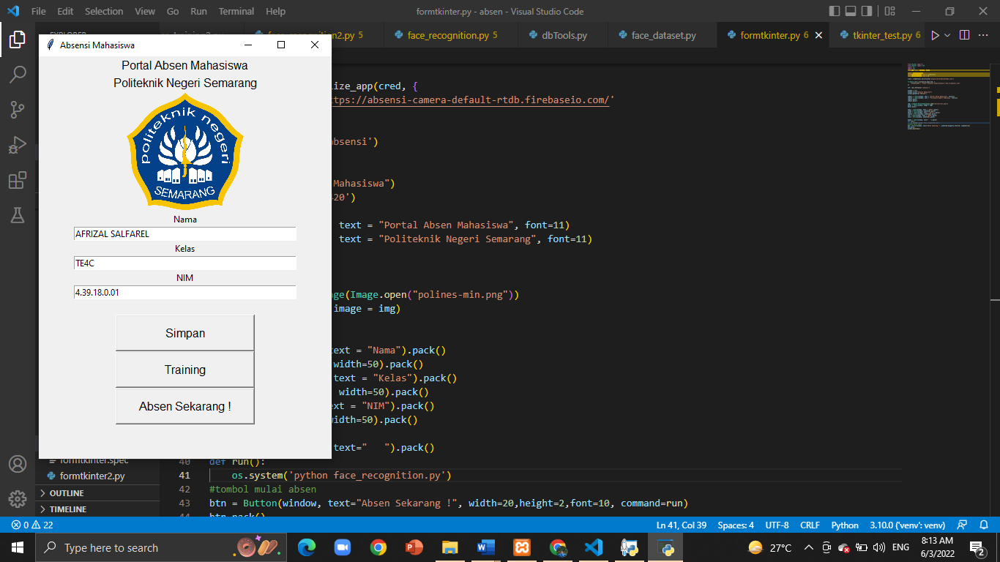 File Edit Selection View Go Run Terminal Help
formtkinter.py - absen - Visual Studio Code
face_recognition.py 5
dbTools.py
face_dataset.py
formtkinter.py 6
tkinter_test.py 6
Absensi Mahasiswa
Portal Absen Mahasiswa
Politeknik Negeri Semarang
politeknik negeri
SEMARANG
Nama
AFRIZAL SALFAREL
Kelas
TE4C
NIM
4.39.18.0.01
Simpan
Training
Absen Sekarang !
ize_app(cred, {
ttps://absensi-camera-default-rtdb.firebaseio.com/'
absensi')
Mahasiswa")
20')
text = "Portal Absen Mahasiswa", font=11)
text = "Politeknik Negeri Semarang", font=11)
age(Image.open("polines-min.png"))
image = img)
text = "Nama").pack()
width=50).pack()
text = "Kelas").pack()
width=50).pack()
ext = "NIM").pack()
width=50).pack()
text="   ").pack()
40 def run():
41 os.system('python face_recognition.py')
42 #tombol mulai absen
43 btn = Button(window, text="Absen Sekarang !", width=20,height=2,font=10, command=run)
44 btn.pack()
formtkinter.spec
formtkinter2.py
OUTLINE
TIMELINE
0 22
Ln 41, Col 39 Spaces: 4 UTF-8 CRLF Python 3.10.0 ('venv': venv)
Type here to search
27°C
ENG
8:13 AM
6/3/2022
2